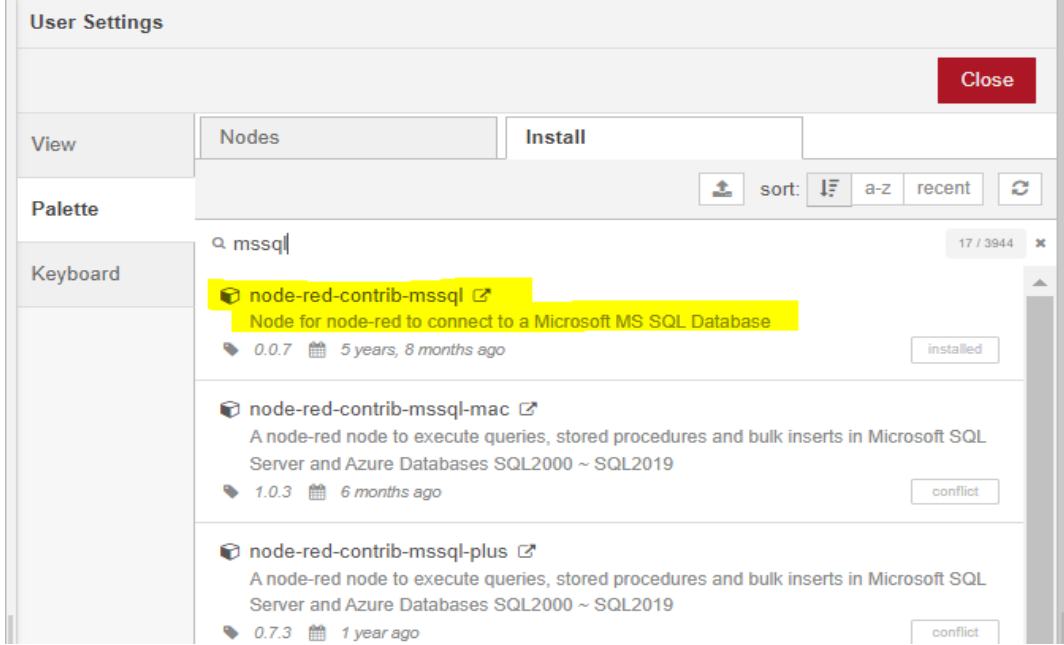 User Settings
Close
View
Nodes
Install
Palette
sort: a-z recent
mssql
17 / 3944
Keyboard
node-red-contrib-mssql
Node for node-red to connect to a Microsoft MS SQL Database
0.0.7 5 years, 8 months ago
installed
node-red-contrib-mssql-mac
A node-red node to execute queries, stored procedures and bulk inserts in Microsoft SQL
Server and Azure Databases SQL2000 ~ SQL2019
1.0.3 6 months ago
conflict
node-red-contrib-mssql-plus
A node-red node to execute queries, stored procedures and bulk inserts in Microsoft SQL
Server and Azure Databases SQL2000 ~ SQL2019
0.7.3 1 year ago
conflict